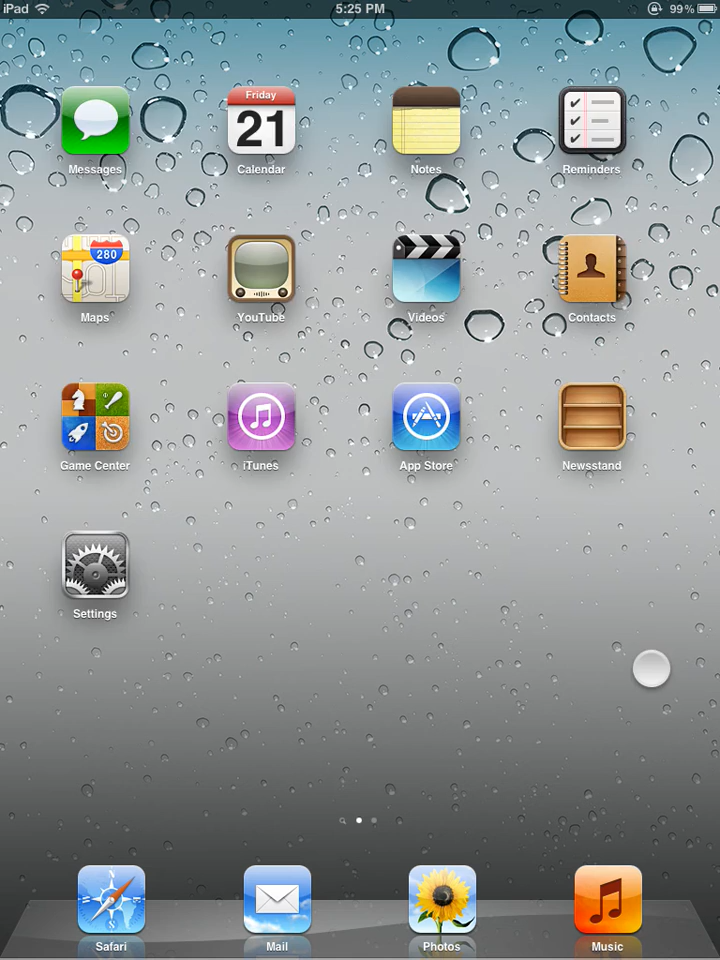 iPad 5:25 PM 99%
Friday
21
Messages Calendar Notes Reminders
280
Maps YouTube Videos Contacts
Game Center iTunes App Store Newsstand
Settings
N
S
Safari Mail Photos Music